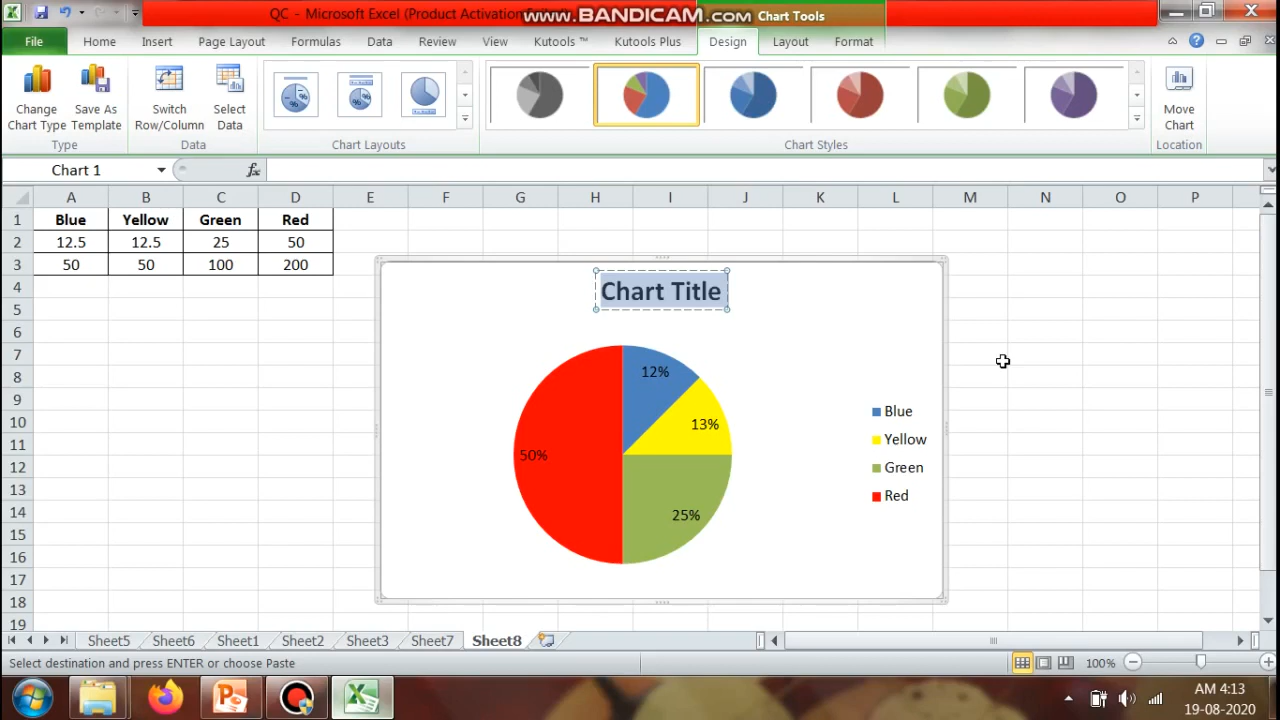 QC - Microsoft Excel (Product Activation
www.BANDICAM.com
Chart Tools
File Home Insert Page Layout Formulas Data Review View Kutools ™ Kutools Plus Design Layout Format
Change Chart Type
Save As Template
Switch Row/Column
Select Data
Move Chart
Type Data Chart Layouts Chart Styles Location
Chart 1 fx
A B C D E F G H I J K L M N O P
1 Blue Yellow Green Red
2 12.5 12.5 25 50
3 50 50 100 200
4
5
6
7
8
9
10
11
12
13
14
15
16
17
18
19
Chart Title
12%
13%
50%
25%
Blue
Yellow
Green
Red
Sheet5 Sheet6 Sheet1 Sheet2 Sheet3 Sheet7 Sheet8
Select destination and press ENTER or choose Paste 100%
AM 4:13
19-08-2020